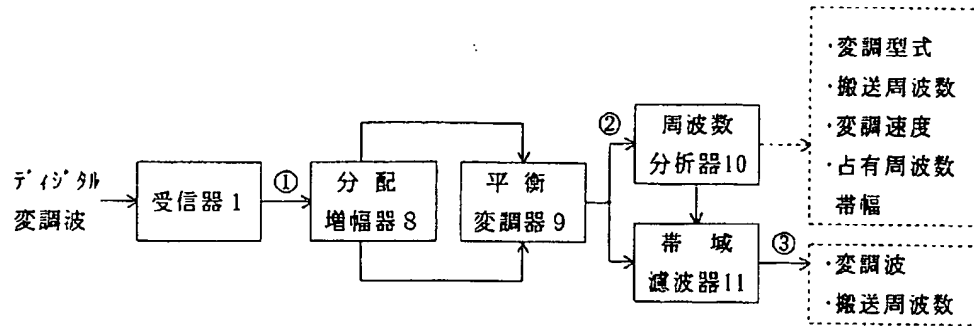 ディジタル
変調波
受信器1
①
分配
増幅器8
平衡
変調器9
②
周波数
分析器10
帯域
濾波器11
③
・変調型式
・搬送周波数
・変調速度
・占有周波数
帯幅
・変調波
・搬送周波数